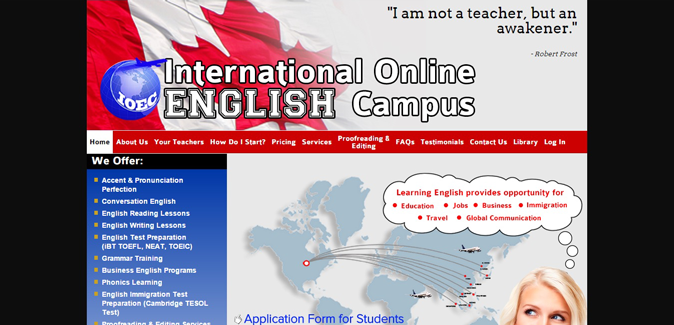 "I am not a teacher, but an
awakener."
- Robert Frost
IOEC
International Online
ENGLISH Campus
Home
About Us
Your Teachers
How Do I Start?
Pricing
Services
Proofreading &
Editing
FAQs
Testimonials
Contact Us
Library
Log In
We Offer:
Accent & Pronunciation
Perfection
Conversation English
English Reading Lessons
English Writing Lessons
English Test Preparation
(iBT TOEFL, NEAT, TOEIC)
Grammar Training
Business English Programs
Phonics Learning
English Immigration Test
Preparation (Cambridge TESOL
Test)
Proofreading & Editing Services
Learning English provides opportunity for
Education
Jobs
Business
Immigration
Travel
Global Communication
Application Form for Students